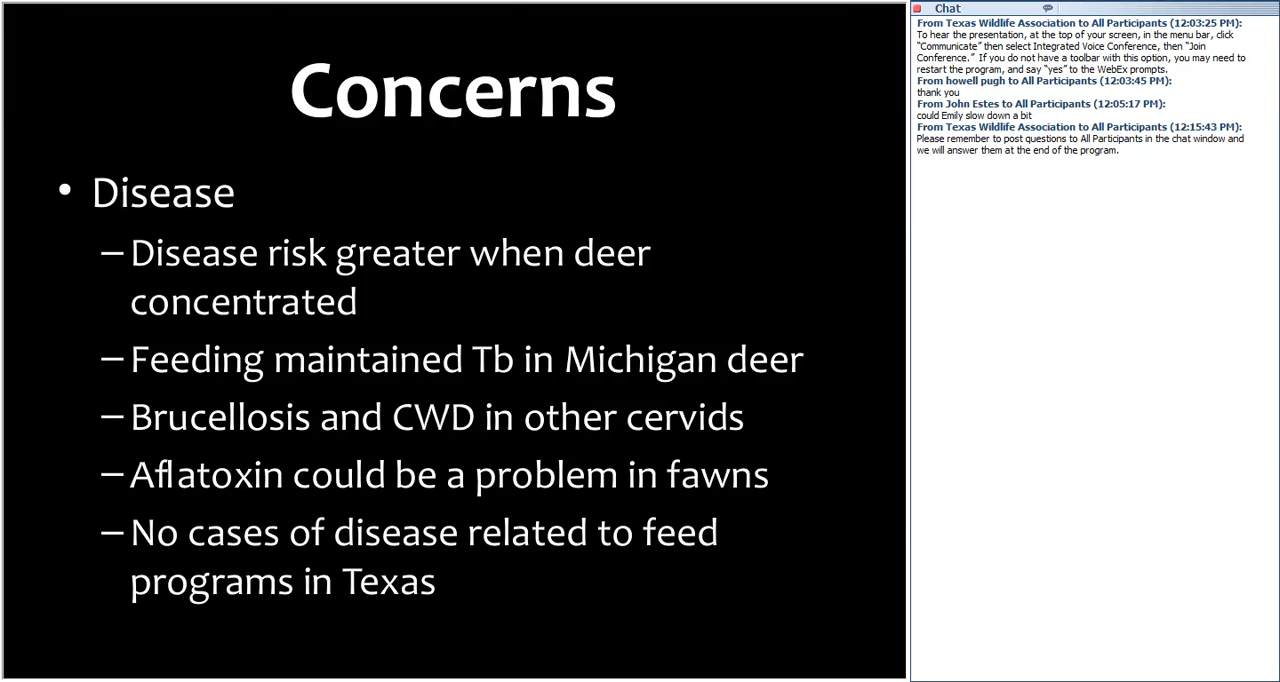 Concerns
• Disease
–Disease risk greater when deer
concentrated
–Feeding maintained Tb in Michigan deer
–Brucellosis and CWD in other cervids
–Aflatoxin could be a problem in fawns
–No cases of disease related to feed
programs in Texas
Chat
From Texas Wildlife Association to All Participants (12:03:25 PM):
To hear the presentation, at the top of your screen, in the menu bar, click
"Communicate" then select Integrated Voice Conference, then "Join
Conference."  If you do not have a toolbar with this option, you may need to
restart the program, and say "yes" to the WebEx prompts.
From howell pugh to All Participants (12:03:45 PM):
thank you
From John Estes to All Participants (12:05:17 PM):
could Emily slow down a bit
From Texas Wildlife Association to All Participants (12:15:43 PM):
Please remember to post questions to All Participants in the chat window and
we will answer them at the end of the program.